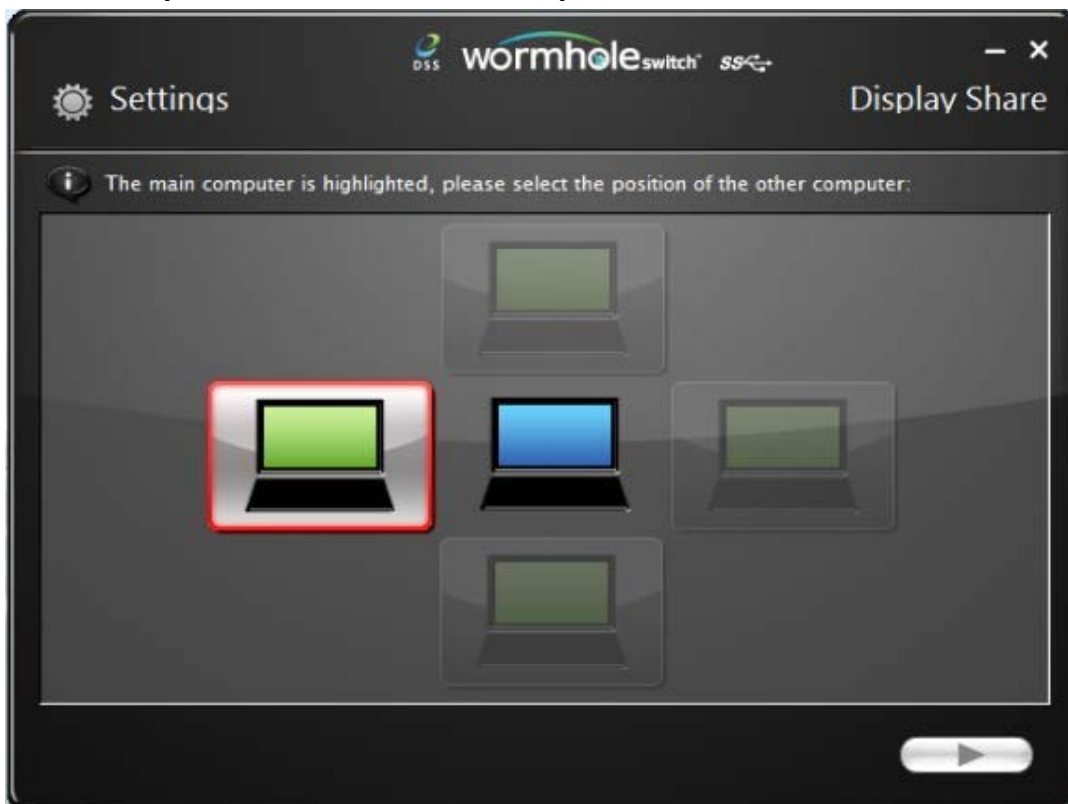 DSS wormhole switch SS
Settings
Display Share
The main computer is highlighted, please select the position of the other computer: